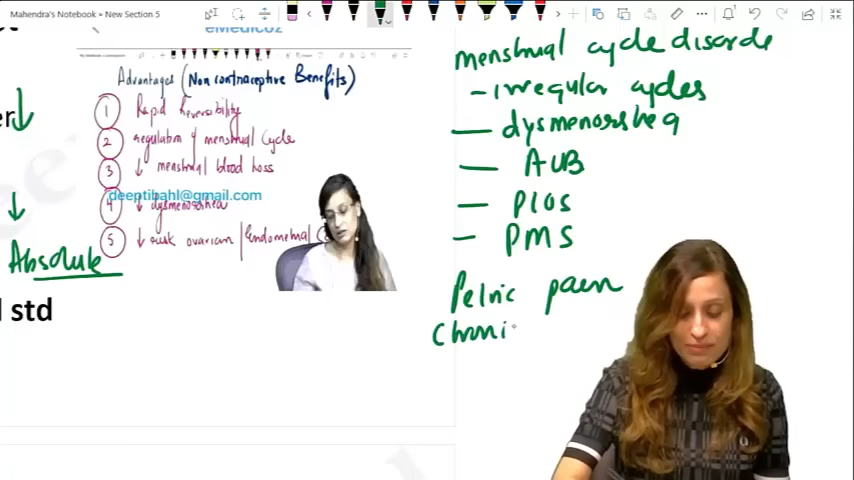 Mahendra's Notebook » New Section 5
eMedicoz
Advantages (Non contraceptive Benefits)
1 Rapid Reversibility
2 regulation of menstrual Cycle
3 ↓ menstrual blood loss
deeptibahl@gmail.com
4 ↓ dysmenorrhea
5 ↓ risk ovarian / Endometrial
er ↓
↓
Absolute
l std
menstrual cycle disorde
- irregular cycles
- dysmenorrhea
- AUB
- PCOS
- PMS
Pelvic pain
Chroni